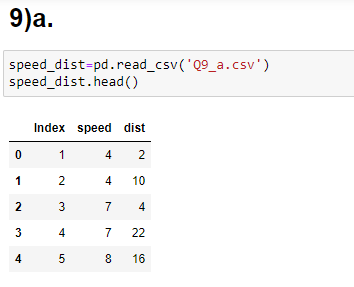 9)a.
speed_dist=pd.read_csv('Q9_a.csv')
speed_dist.head()
Index speed dist
0 1 4 2
1 2 4 10
2 3 7 4
3 4 7 22
4 5 8 16